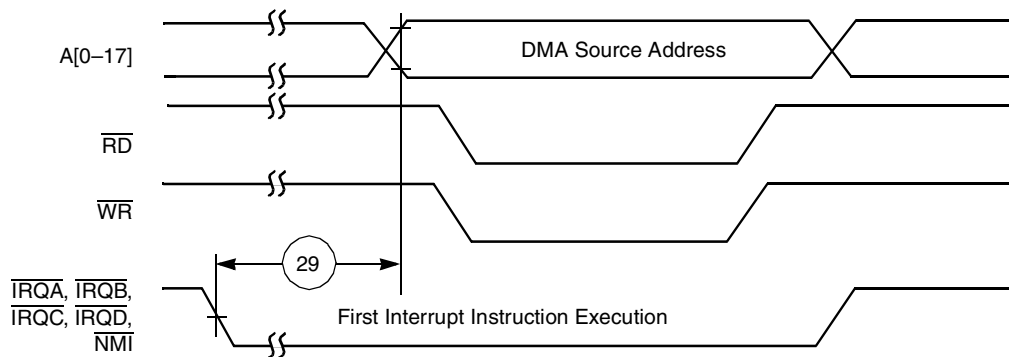 A[0–17]
DMA Source Address
RD
WR
29
IRQA, IRQB,
IRQC, IRQD,
NMI
First Interrupt Instruction Execution